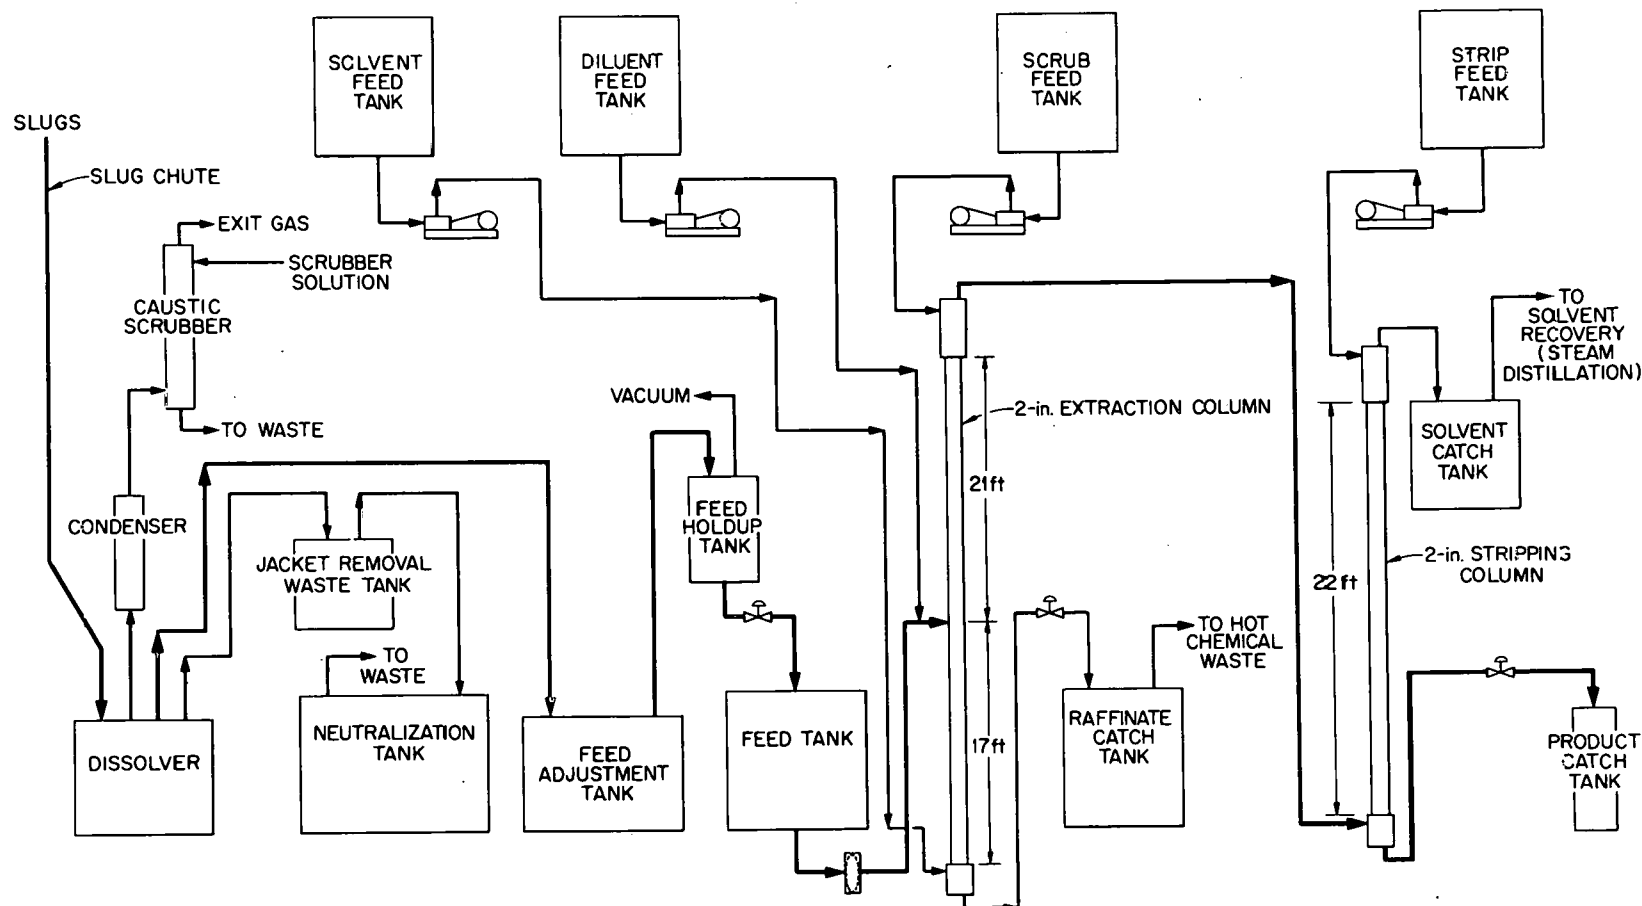 SOLVENT
FEED
TANK
DILUENT
FEED
TANK
SCRUB
FEED
TANK
STRIP
FEED
TANK
SLUGS
SLUG CHUTE
EXIT GAS
SCRUBBER
SOLUTION
CAUSTIC
SCRUBBER
TO WASTE
CONDENSER
JACKET REMOVAL
WASTE TANK
TO
WASTE
NEUTRALIZATION
TANK
DISSOLVER
FEED
ADJUSTMENT
TANK
VACUUM
FEED
HOLDUP
TANK
FEED TANK
2-in. EXTRACTION COLUMN
21 ft
17 ft
TO HOT
CHEMICAL
WASTE
RAFFINATE
CATCH
TANK
TO
SOLVENT
RECOVERY
(STEAM
DISTILLATION)
SOLVENT
CATCH
TANK
2-in. STRIPPING
COLUMN
22 ft
PRODUCT
CATCH
TANK